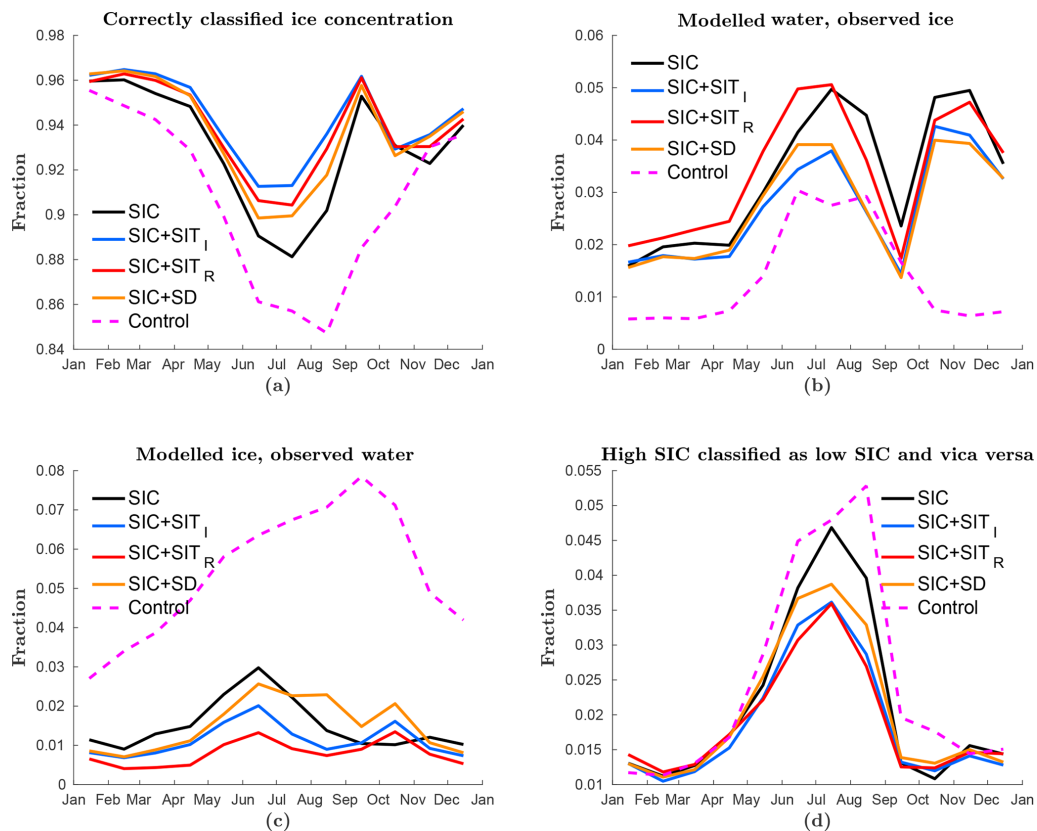 Correctly classified ice concentration
0.98
0.96
0.94
0.92
0.9
0.88
0.86
0.84
Fraction
SIC
SIC+SIT_I
SIC+SIT_R
SIC+SD
Control
Jan Feb Mar Apr May Jun Jul Aug Sep Oct Nov Dec Jan
(a)
Modelled water, observed ice
0.06
0.05
0.04
0.03
0.02
0.01
0
Fraction
SIC
SIC+SIT_I
SIC+SIT_R
SIC+SD
Control
Jan Feb Mar Apr May Jun Jul Aug Sep Oct Nov Dec Jan
(b)
Modelled ice, observed water
0.08
0.07
0.06
0.05
0.04
0.03
0.02
0.01
0
Fraction
SIC
SIC+SIT_I
SIC+SIT_R
SIC+SD
Control
Jan Feb Mar Apr May Jun Jul Aug Sep Oct Nov Dec Jan
(c)
High SIC classified as low SIC and vica versa
0.055
0.05
0.045
0.04
0.035
0.03
0.025
0.02
0.015
0.01
Fraction
SIC
SIC+SIT_I
SIC+SIT_R
SIC+SD
Control
Jan Feb Mar Apr May Jun Jul Aug Sep Oct Nov Dec Jan
(d)